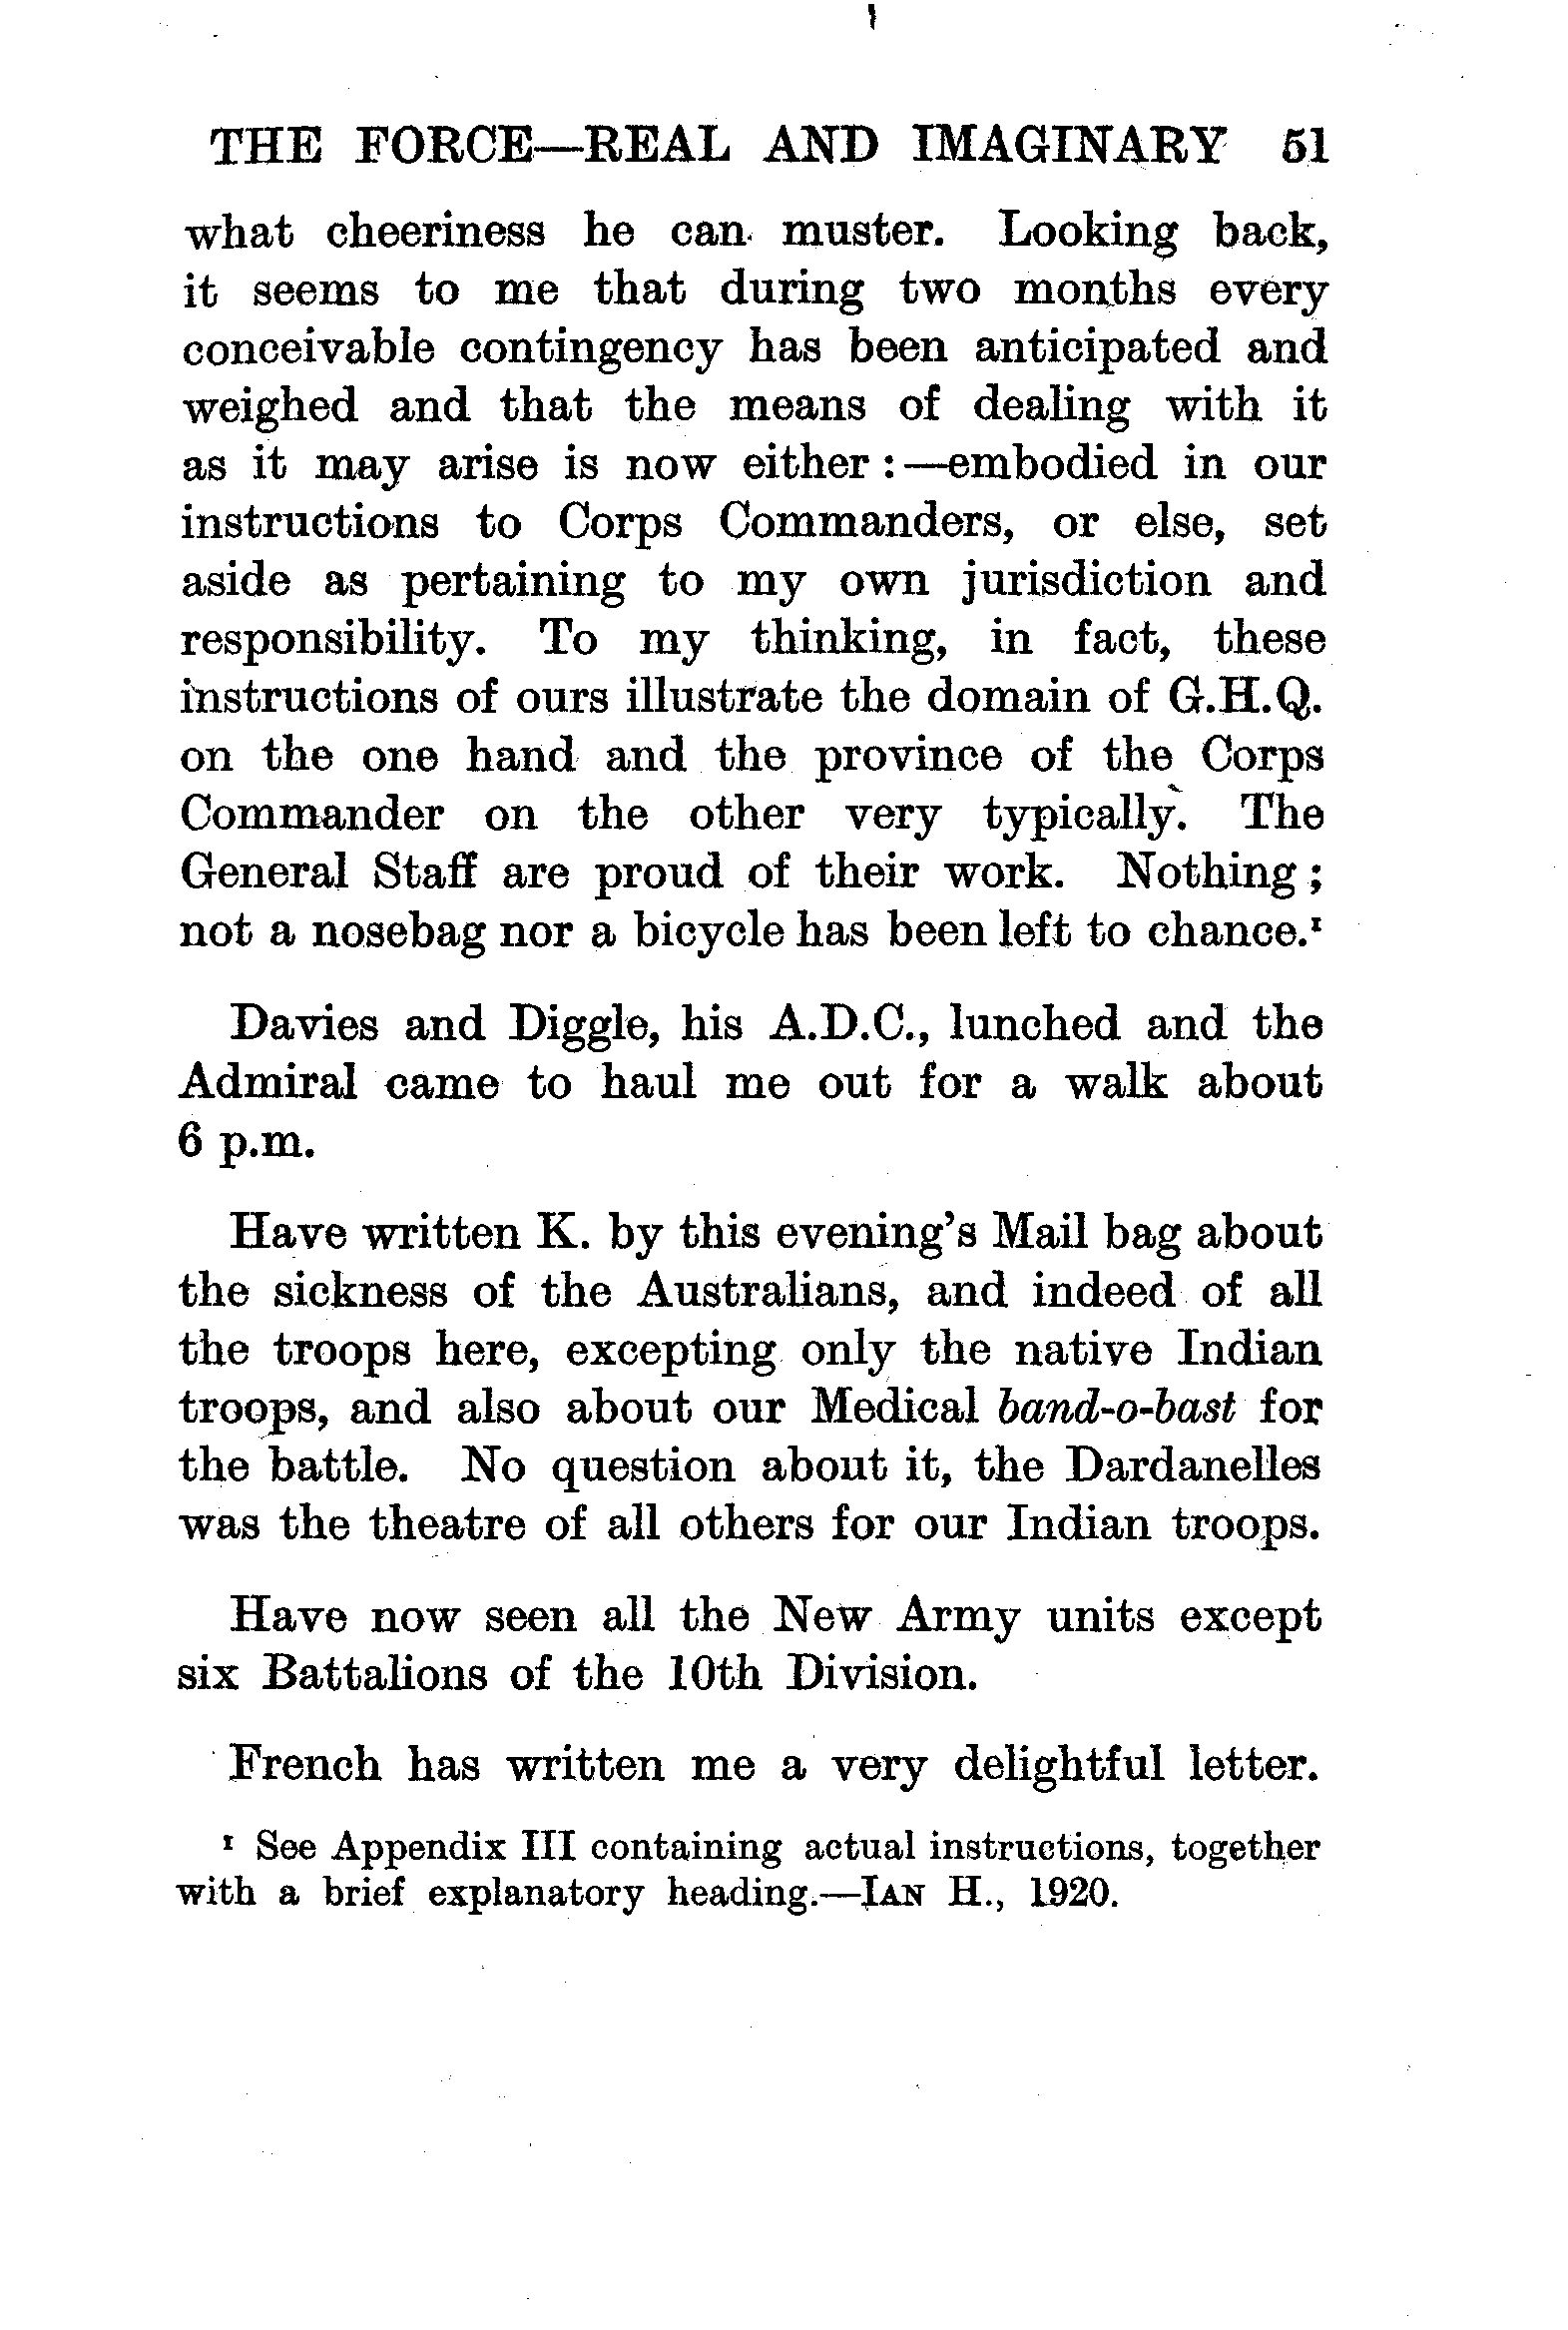 THE FORCE—REAL AND IMAGINARY 51
what cheeriness he can muster. Looking back,
it seems to me that during two months every
conceivable contingency has been anticipated and
weighed and that the means of dealing with it
as it may arise is now either :—embodied in our
instructions to Corps Commanders, or else, set
aside as pertaining to my own jurisdiction and
responsibility. To my thinking, in fact, these
instructions of ours illustrate the domain of G.H.Q.
on the one hand and the province of the Corps
Commander on the other very typically. The
General Staff are proud of their work. Nothing ;
not a nosebag nor a bicycle has been left to chance.¹
Davies and Diggle, his A.D.C., lunched and the
Admiral came to haul me out for a walk about
6 p.m.
Have written K. by this evening's Mail bag about
the sickness of the Australians, and indeed of all
the troops here, excepting only the native Indian
troops, and also about our Medical band-o-bast for
the battle. No question about it, the Dardanelles
was the theatre of all others for our Indian troops.
Have now seen all the New Army units except
six Battalions of the 10th Division.
French has written me a very delightful letter.
¹ See Appendix III containing actual instructions, together
with a brief explanatory heading.—IAN H., 1920.